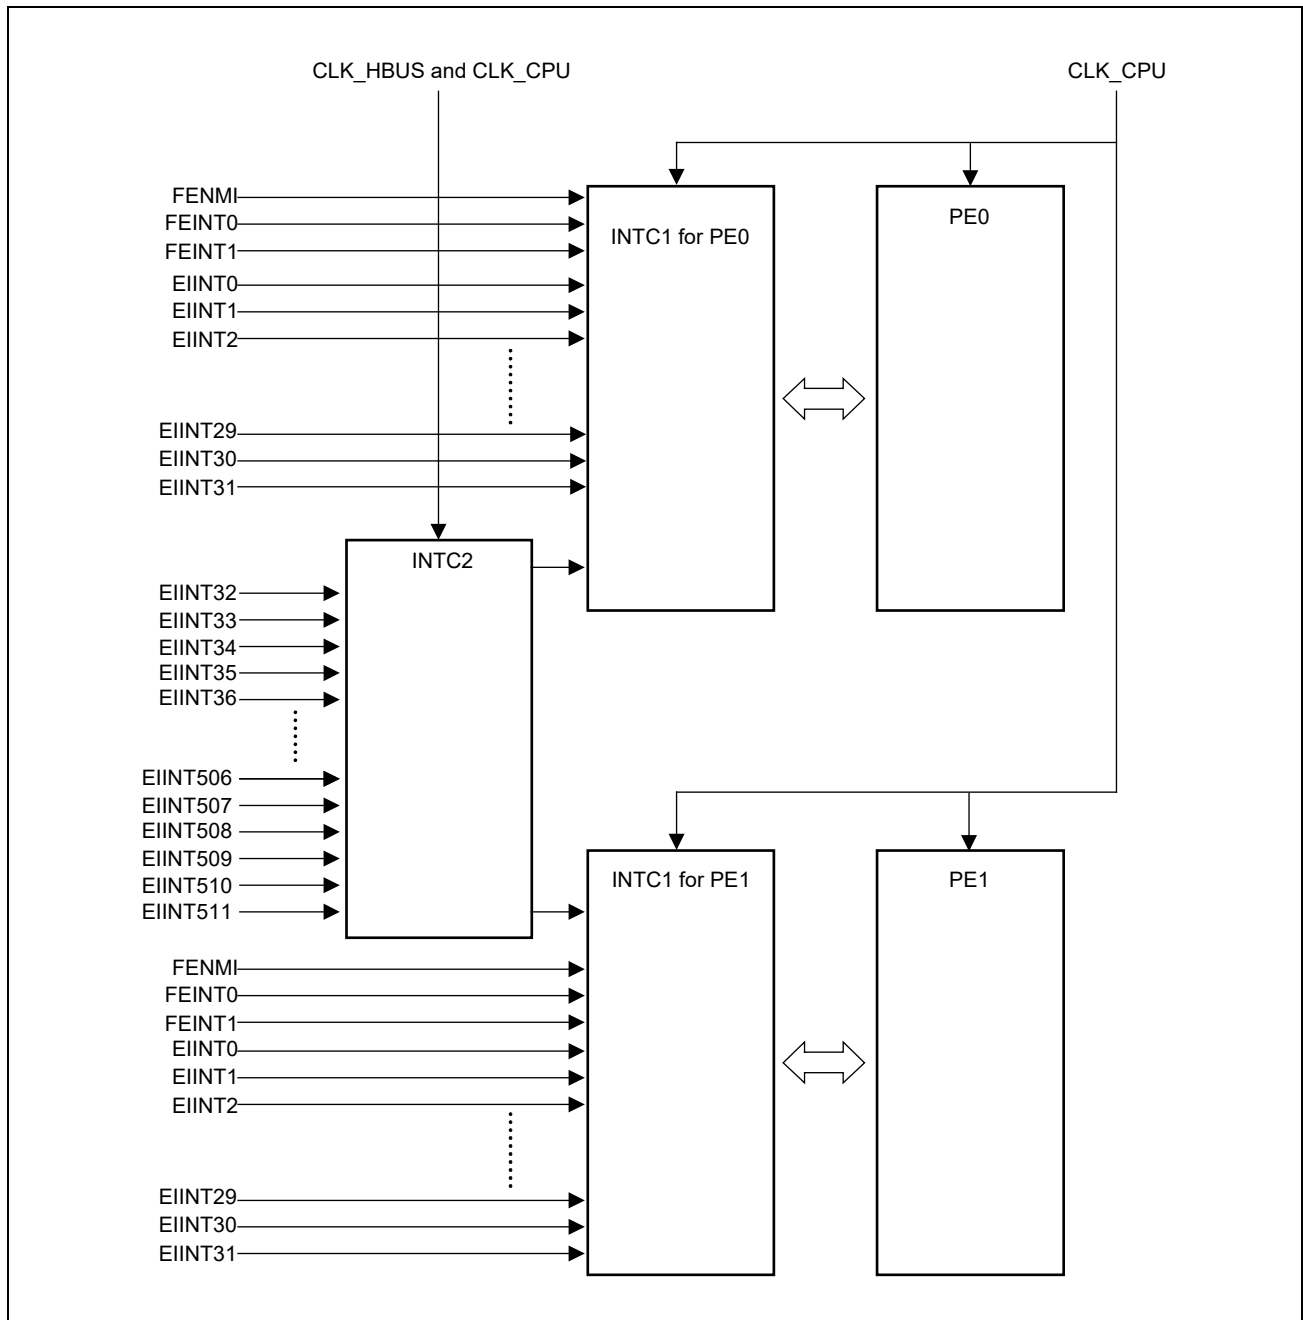 CLK_HBUS and CLK_CPU
CLK_CPU
FENMI
FEINT0
FEINT1
EIINT0
EIINT1
EIINT2
EIINT29
EIINT30
EIINT31
INTC1 for PE0
PE0
INTC2
EIINT32
EIINT33
EIINT34
EIINT35
EIINT36
EIINT506
EIINT507
EIINT508
EIINT509
EIINT510
EIINT511
INTC1 for PE1
PE1
FENMI
FEINT0
FEINT1
EIINT0
EIINT1
EIINT2
EIINT29
EIINT30
EIINT31